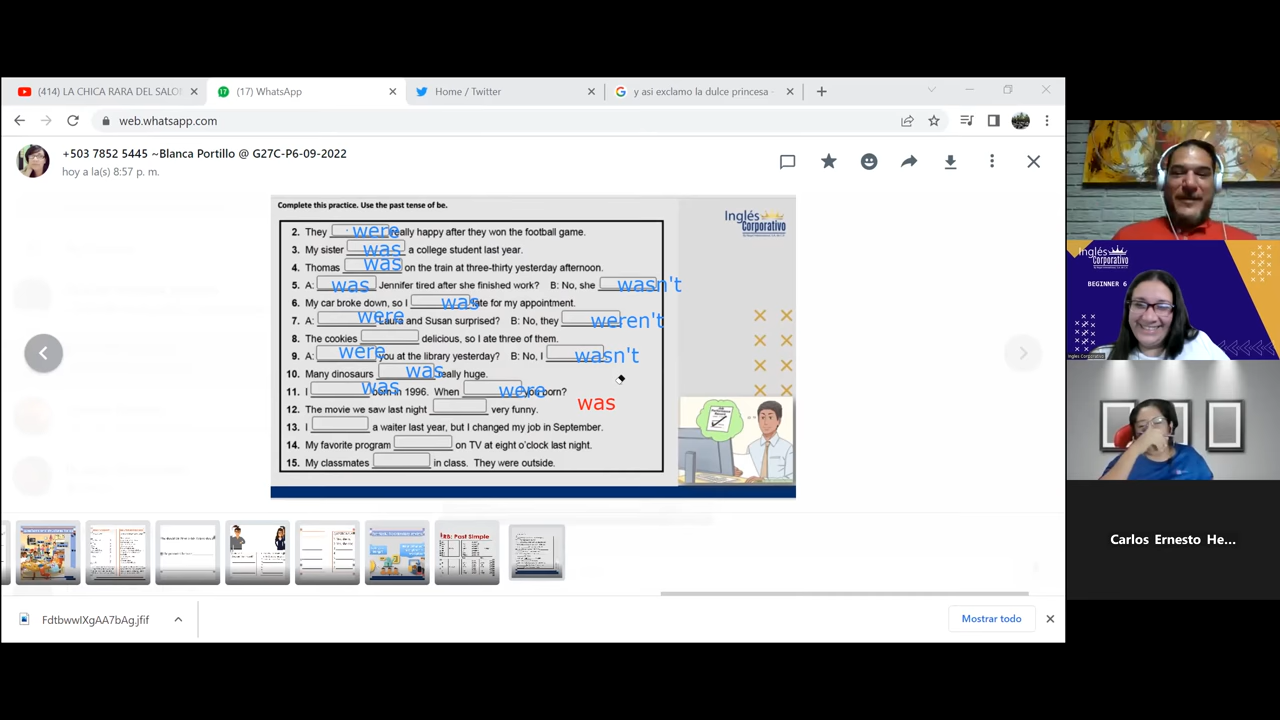 (414) LA CHICA RARA DEL SALO
(17) WhatsApp
Home / Twitter
y asi exclamo la dulce princesa -
web.whatsapp.com
+503 7852 5445 ~Blanca Portillo @ G27C-P6-09-2022
hoy a la(s) 8:57 p. m.
Complete this practice. Use the past tense of be.
Inglés
Corporativo
2. They were really happy after they won the football game.
3. My sister was a college student last year.
4. Thomas was on the train at three-thirty yesterday afternoon.
5. A: was Jennifer tired after she finished work? B: No, she wasn't
6. My car broke down, so I was late for my appointment.
7. A: were Laura and Susan surprised? B: No, they weren't
8. The cookies delicious, so I ate three of them.
9. A: were you at the library yesterday? B: No, I wasn't
10. Many dinosaurs was really huge.
11. I was born in 1996. When were you born?
was
12. The movie we saw last night very funny.
13. I a waiter last year, but I changed my job in September.
14. My favorite program on TV at eight o'clock last night.
15. My classmates in class. They were outside.
FdtbwwIXgAA7bAg.jfif
Mostrar todo
Inglés
Corporativo
BEGINNER 6
Inglés Corporativo
Carlos Ernesto He...